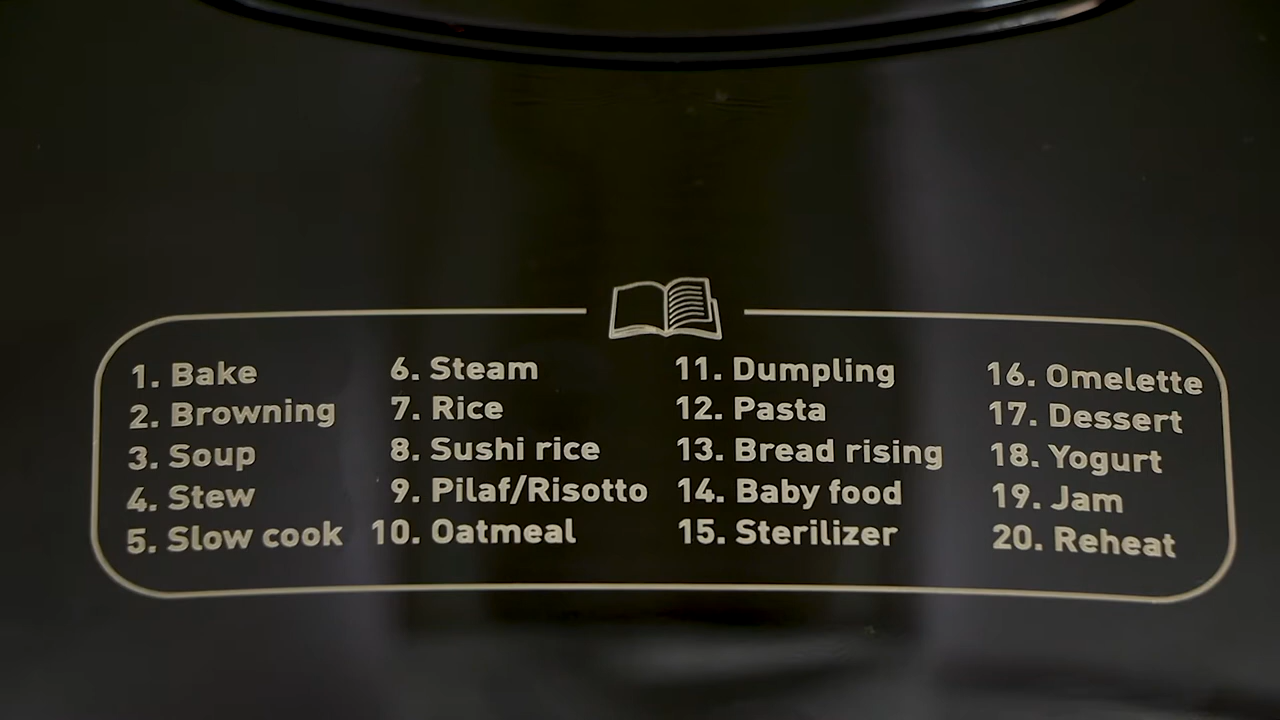 1. Bake
2. Browning
3. Soup
4. Stew
5. Slow cook
6. Steam
7. Rice
8. Sushi rice
9. Pilaf/Risotto
10. Oatmeal
11. Dumpling
12. Pasta
13. Bread rising
14. Baby food
15. Sterilizer
16. Omelette
17. Dessert
18. Yogurt
19. Jam
20. Reheat